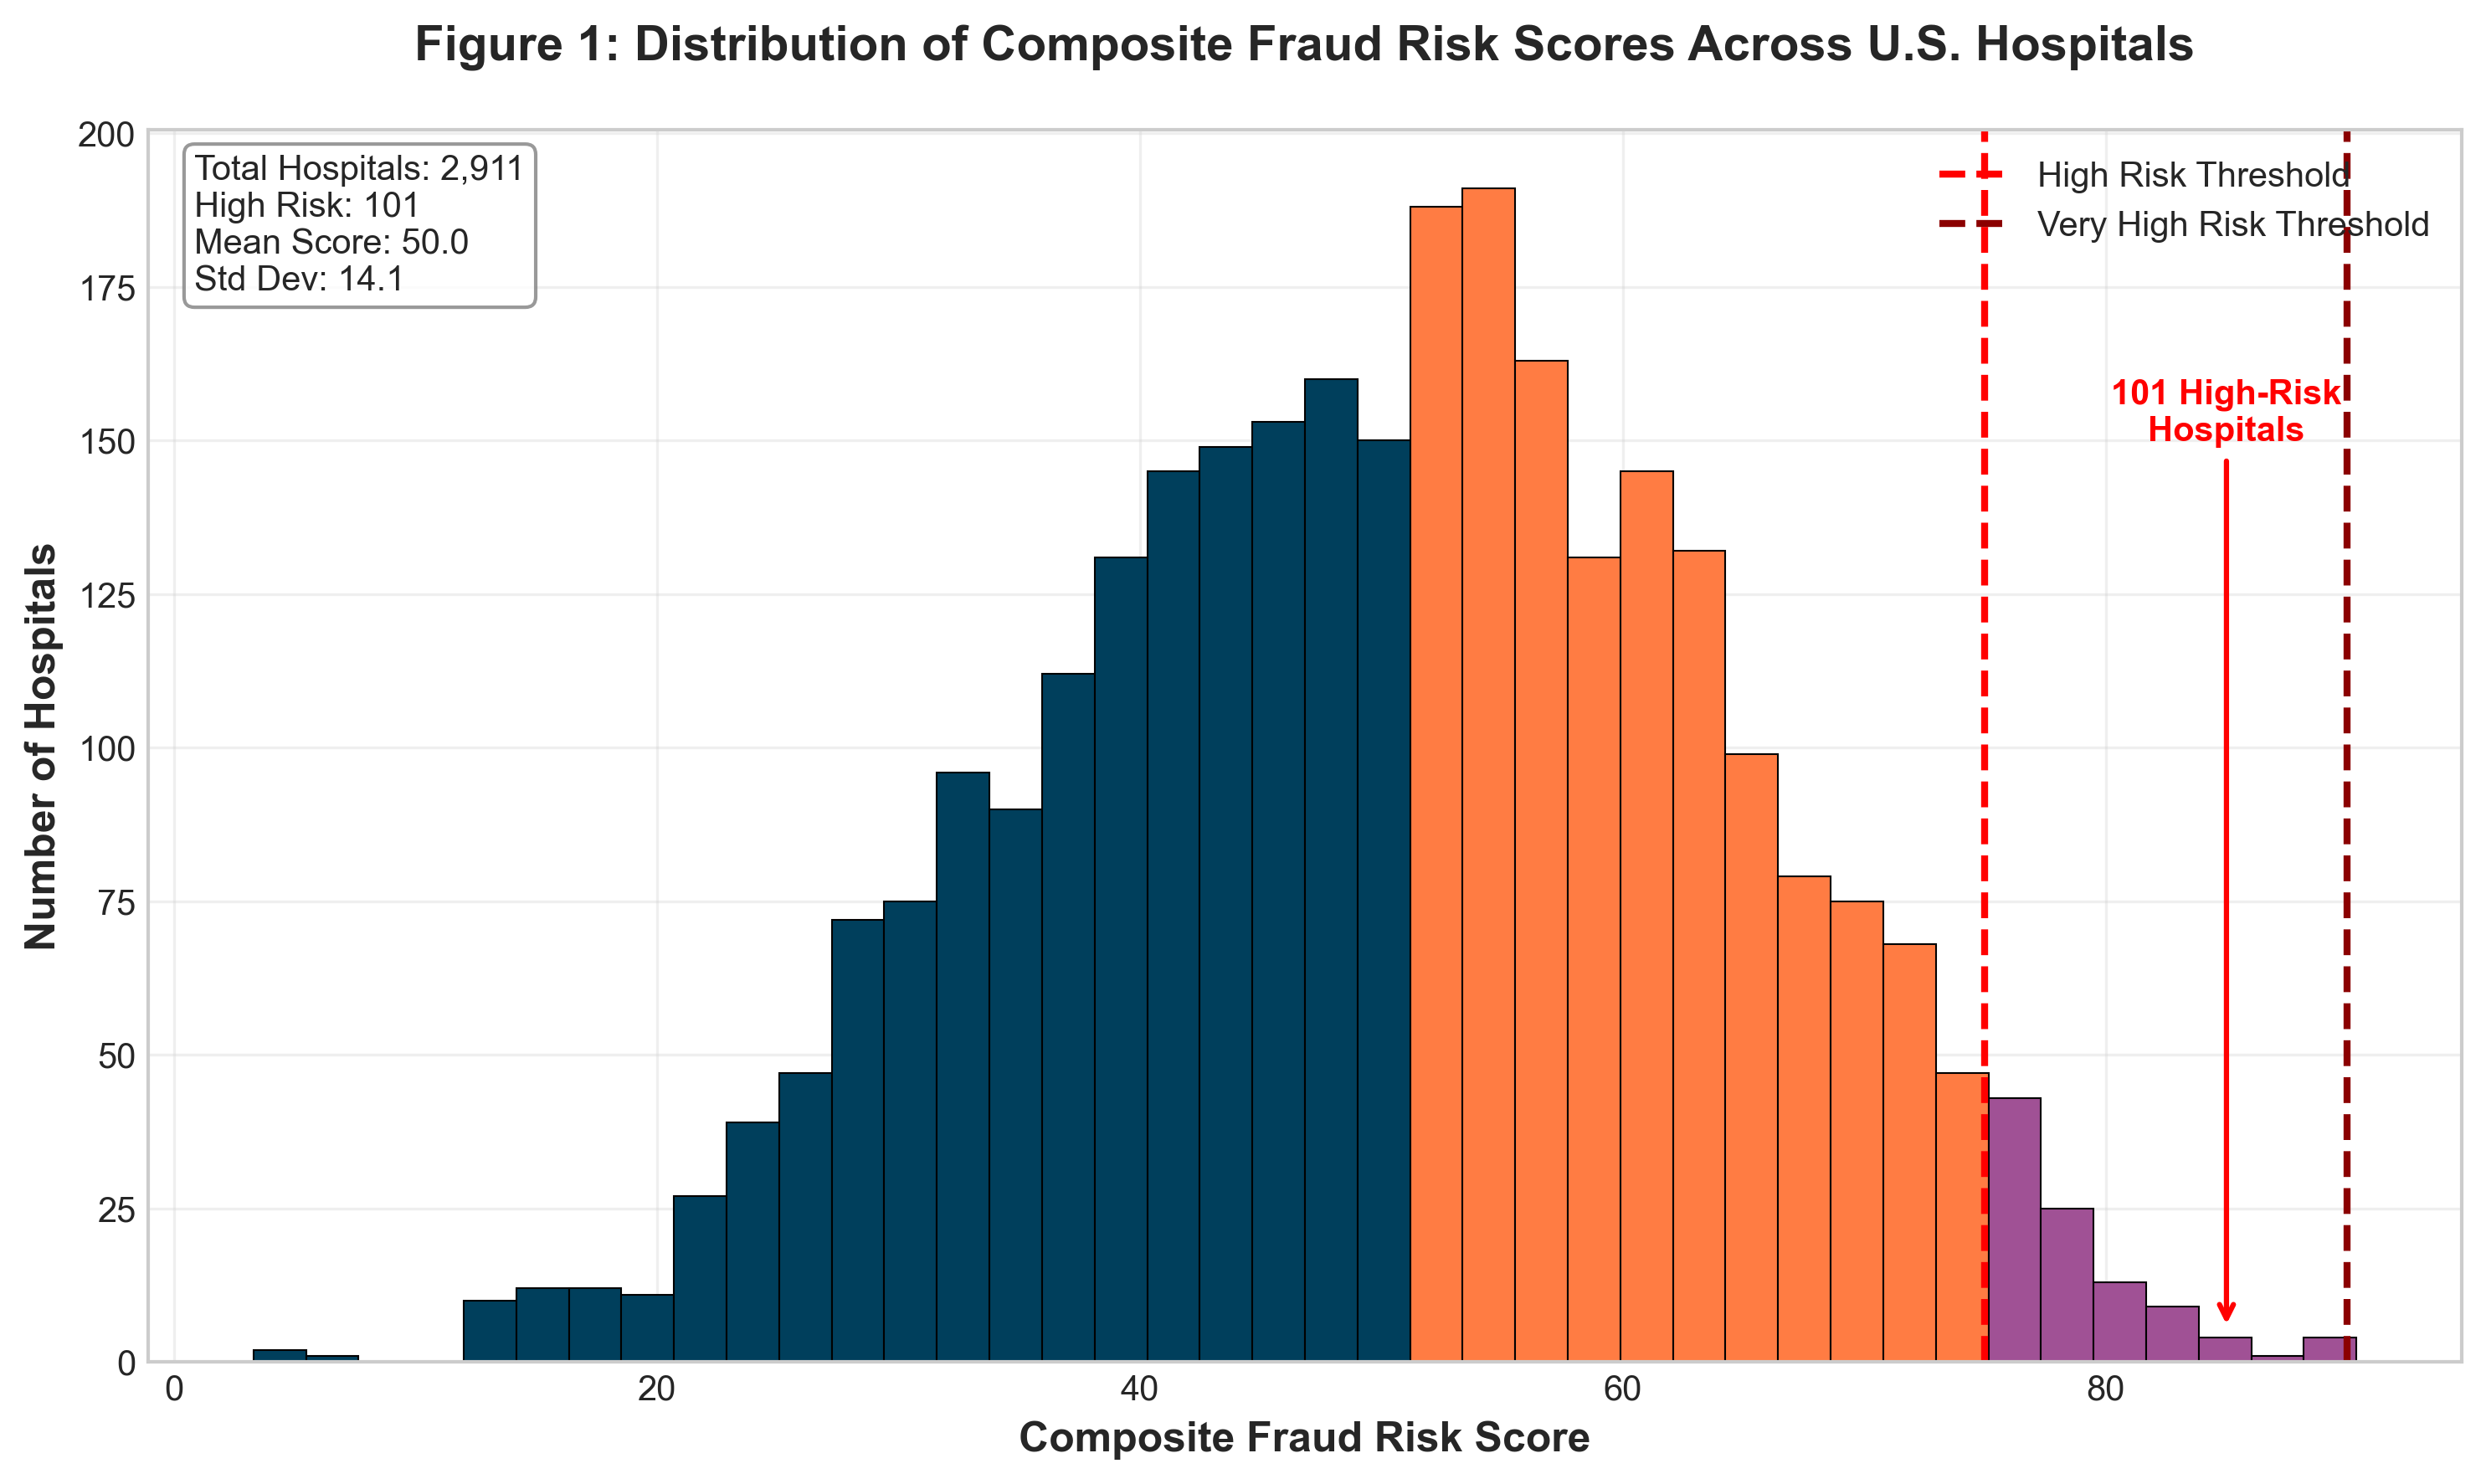 Figure 1: Distribution of Composite Fraud Risk Scores Across U.S. Hospitals
Total Hospitals: 2,911
High Risk: 101
Mean Score: 50.0
Std Dev: 14.1
High Risk Threshold
Very High Risk Threshold
101 High-Risk
Hospitals
Number of Hospitals
200
175
150
125
100
75
50
25
0
0 20 40 60 80
Composite Fraud Risk Score